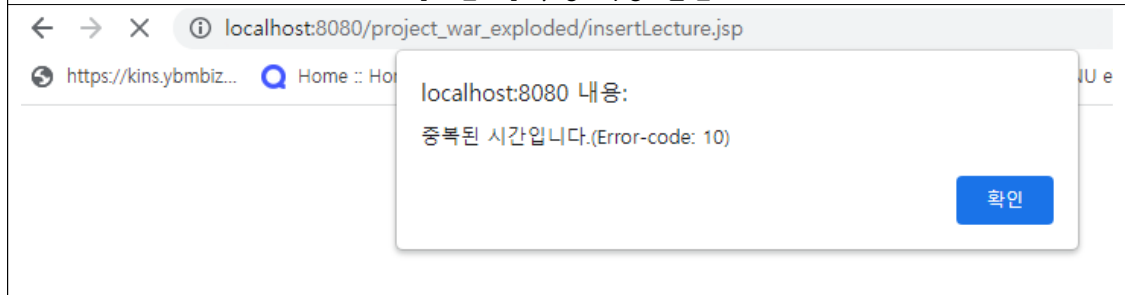 localhost:8080/project_war_exploded/insertLecture.jsp
https://kins.ybmbiz... Home :: Hor
localhost:8080 내용:
중복된 시간입니다.(Error-code: 10)
확인